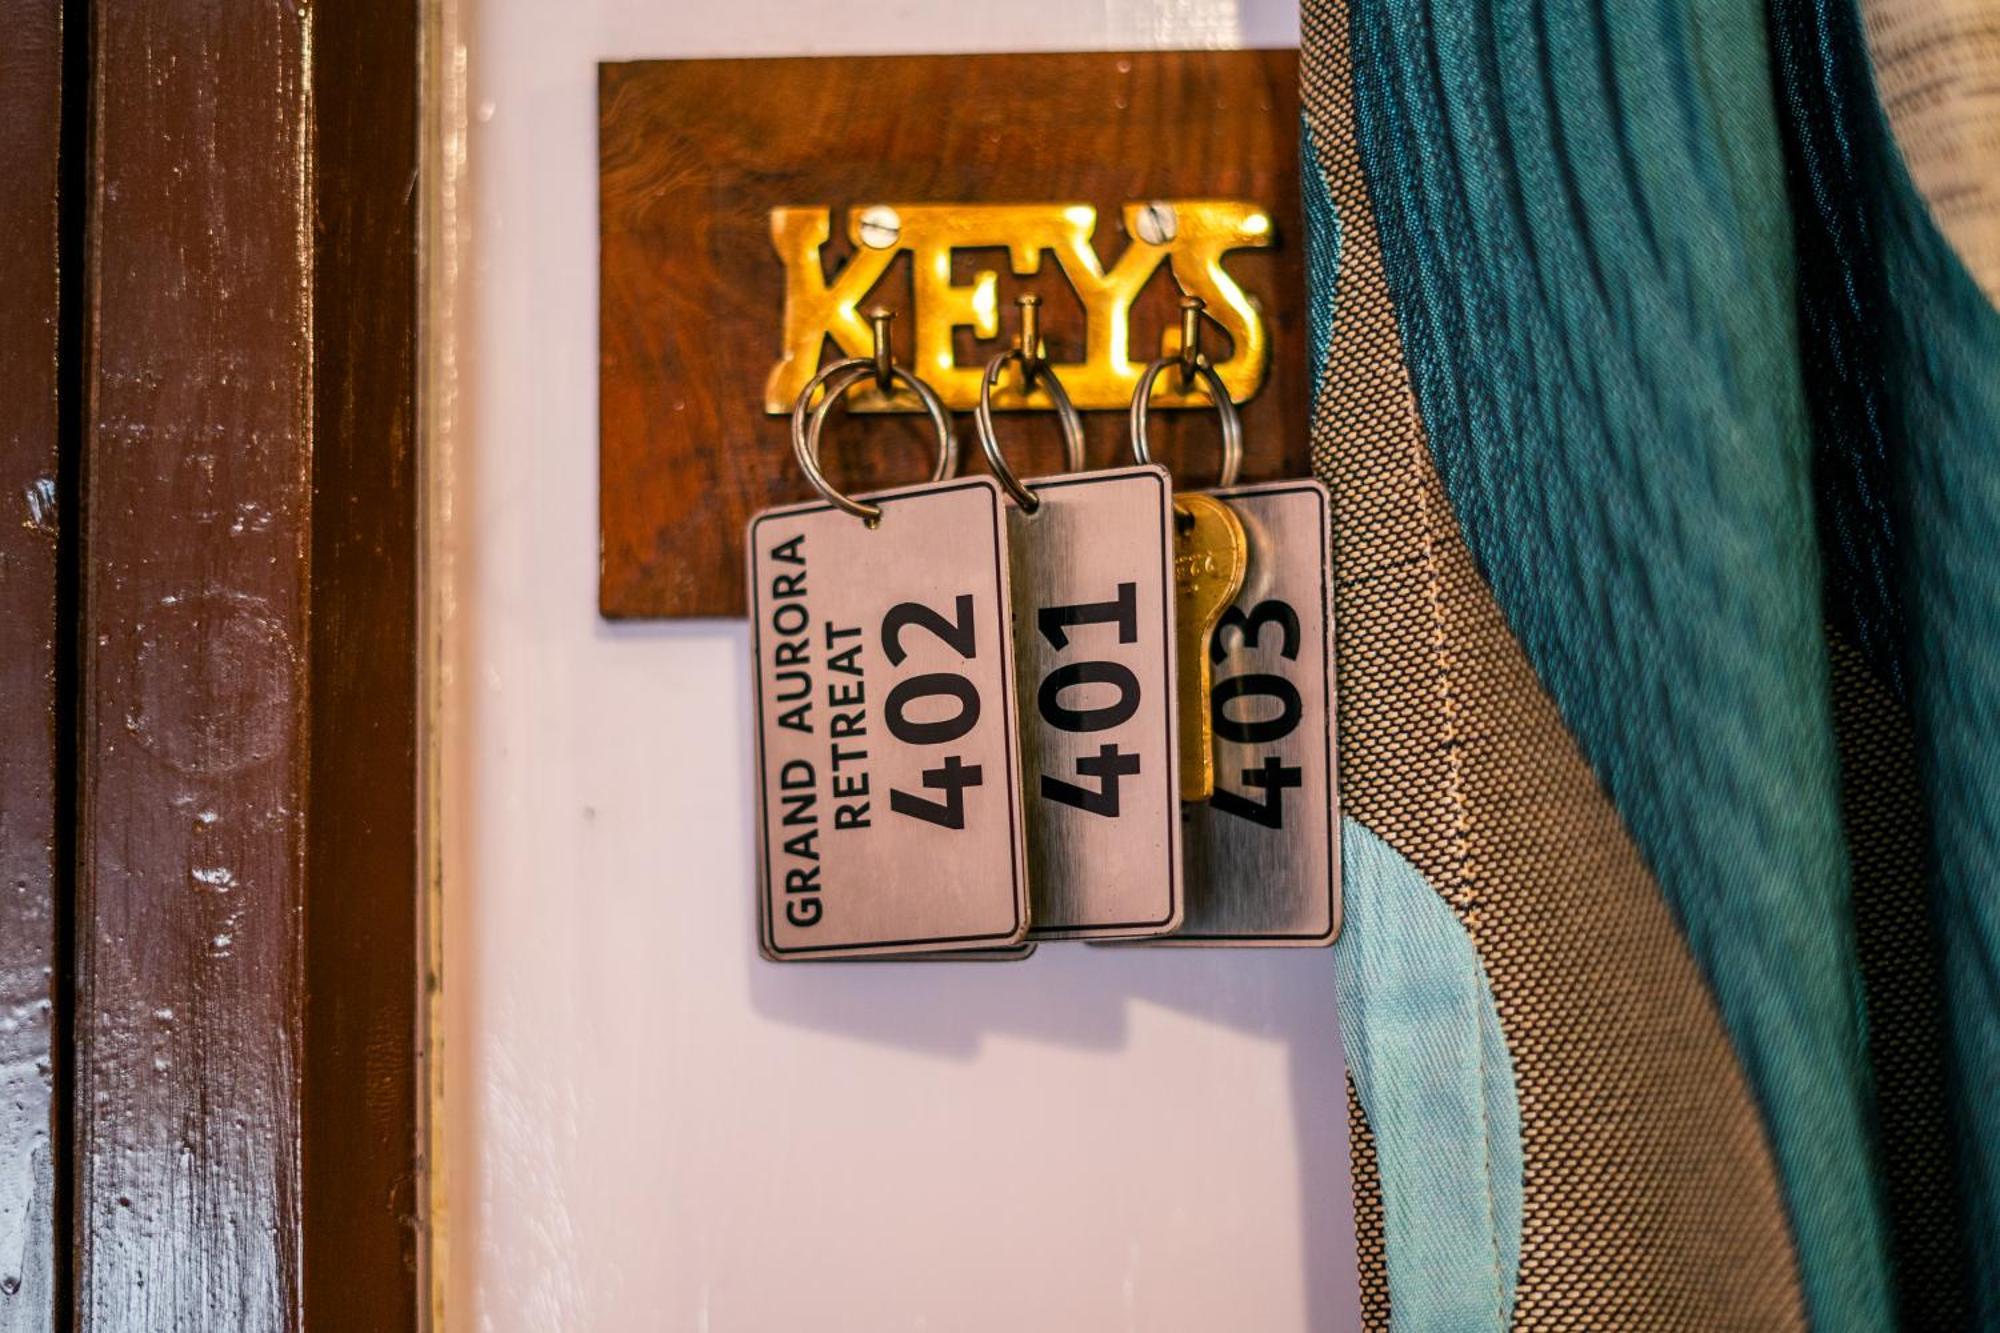 KEYS
GRAND AURORA
RETREAT
402
401
403